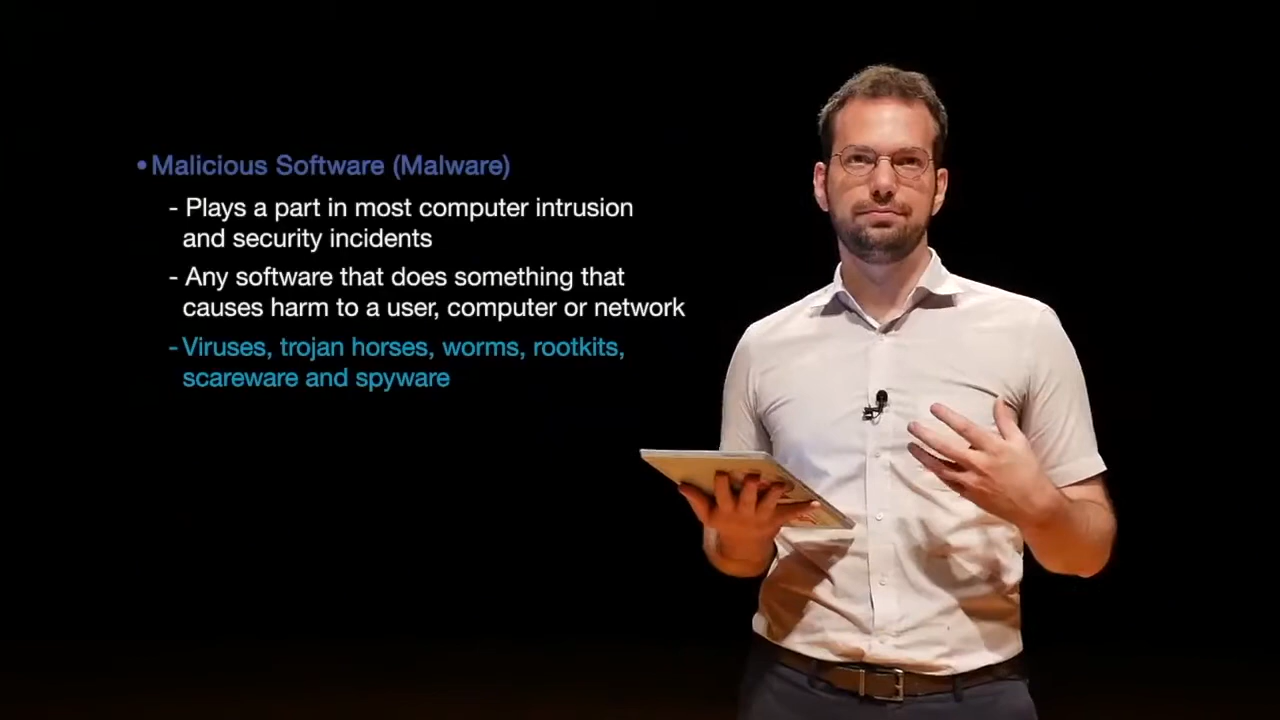 •Malicious Software (Malware)
- Plays a part in most computer intrusion
and security incidents
- Any software that does something that
causes harm to a user, computer or network
- Viruses, trojan horses, worms, rootkits,
scareware and spyware